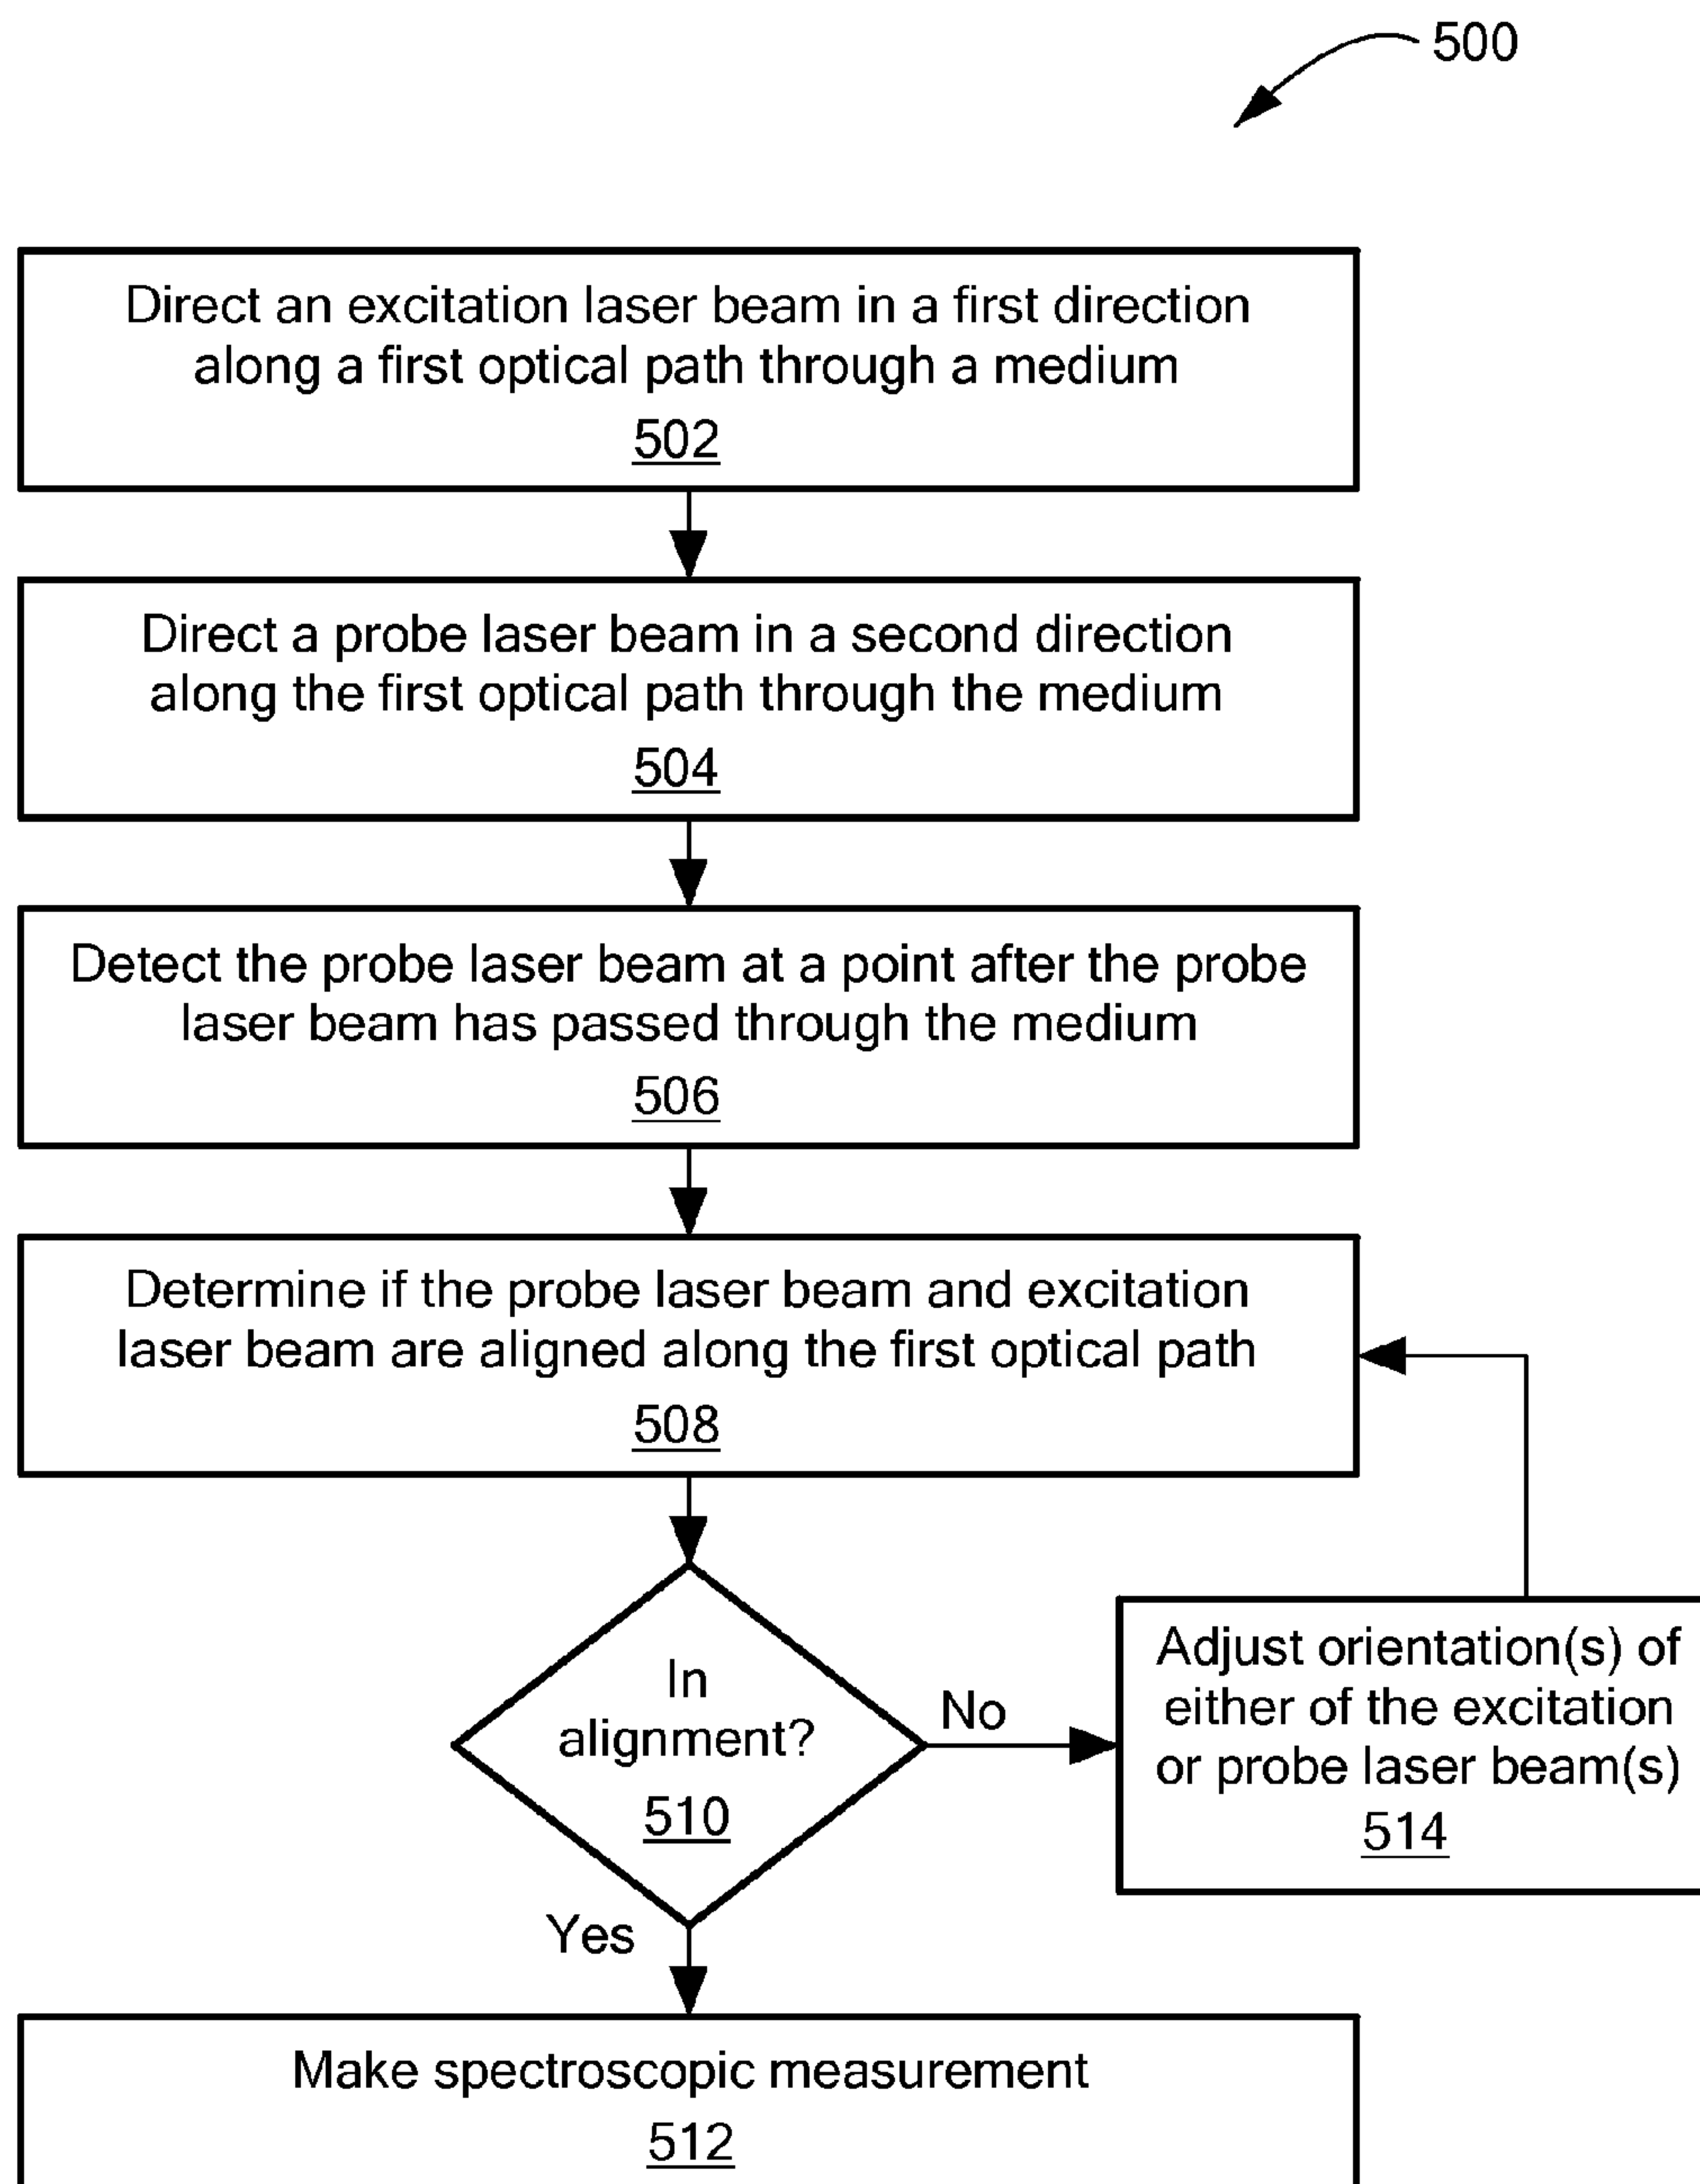 500
Direct an excitation laser beam in a first direction
along a first optical path through a medium
502
Direct a probe laser beam in a second direction
along the first optical path through the medium
504
Detect the probe laser beam at a point after the probe
laser beam has passed through the medium
506
Determine if the probe laser beam and excitation
laser beam are aligned along the first optical path
508
In
alignment?
510
No
Adjust orientation(s) of
either of the excitation
or probe laser beam(s)
514
Yes
Make spectroscopic measurement
512